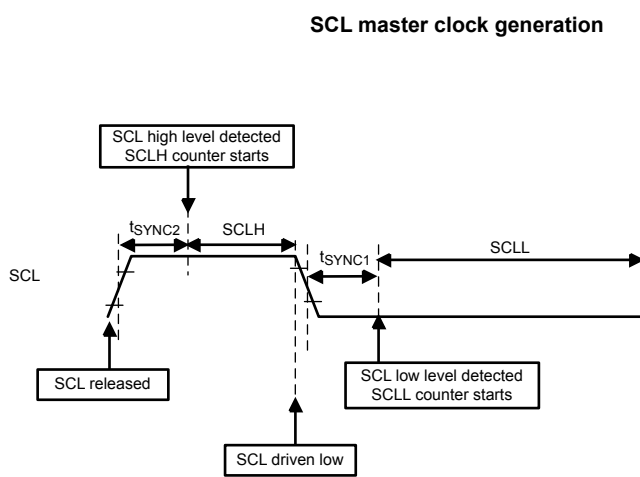 SCL master clock generation
SCL high level detected
SCLH counter starts
tSYNC2
SCLH
SCLL
tSYNC1
SCL
SCL released
SCL low level detected
SCLL counter starts
SCL driven low